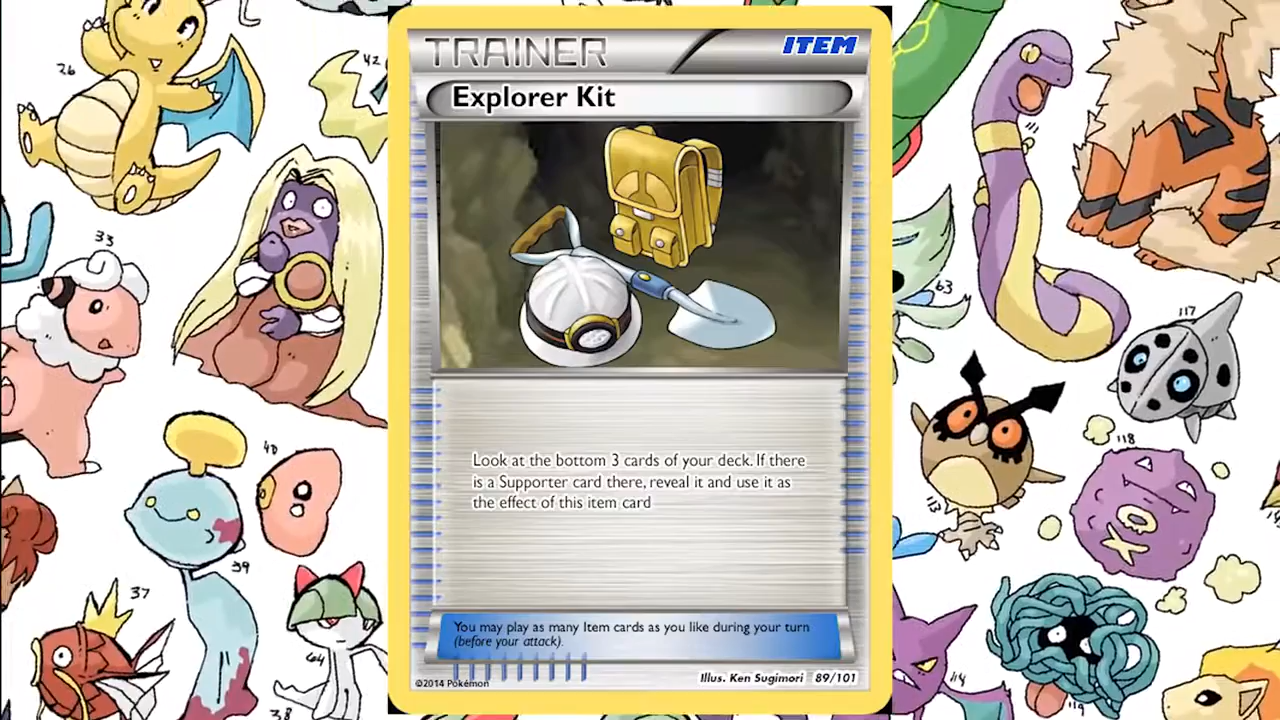 TRAINER
ITEM
Explorer Kit
Look at the bottom 3 cards of your deck. If there
is a Supporter card there, reveal it and use it as
the effect of this item card
You may play as many Item cards as you like during your turn
(before your attack).
©2014 Pokémon
Illus. Ken Sugimori 89/101
26
42
33
40
39
37
64
38
11
63
117
118
13
114
119